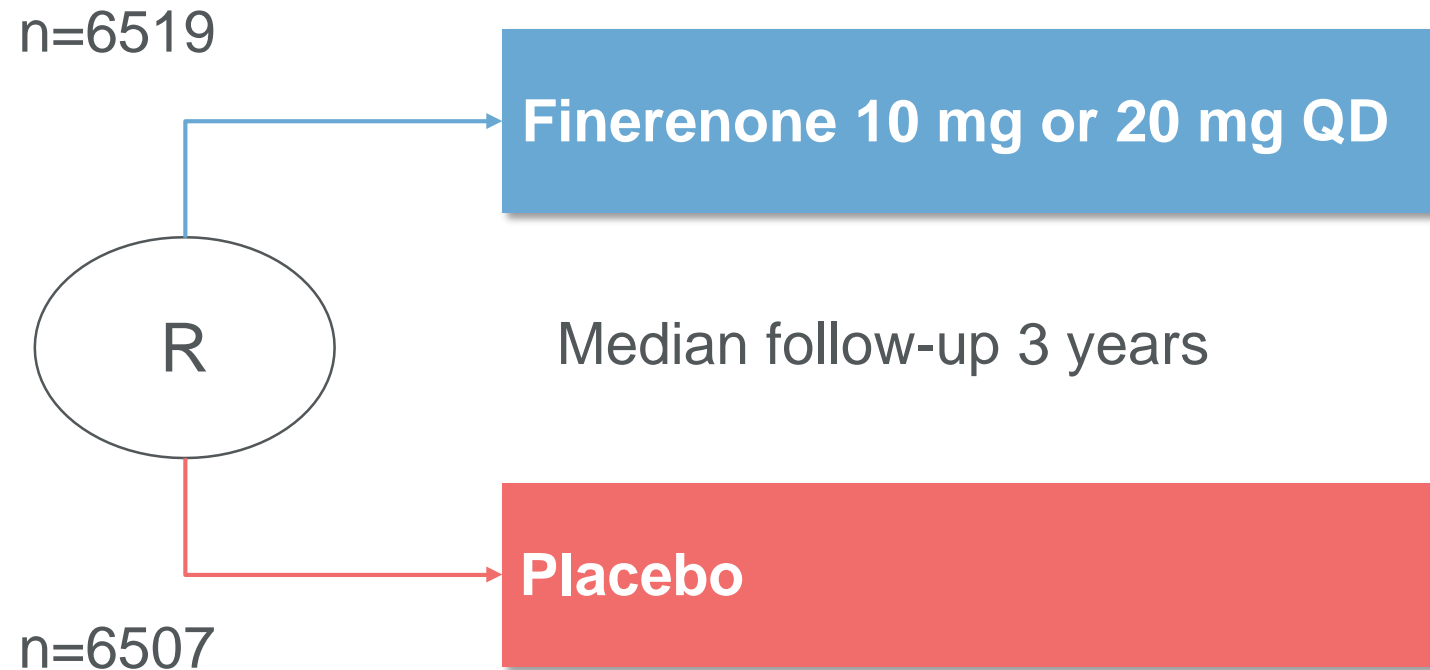 n=6519
Finerenone 10 mg or 20 mg QD
R
Median follow-up 3 years
Placebo
n=6507